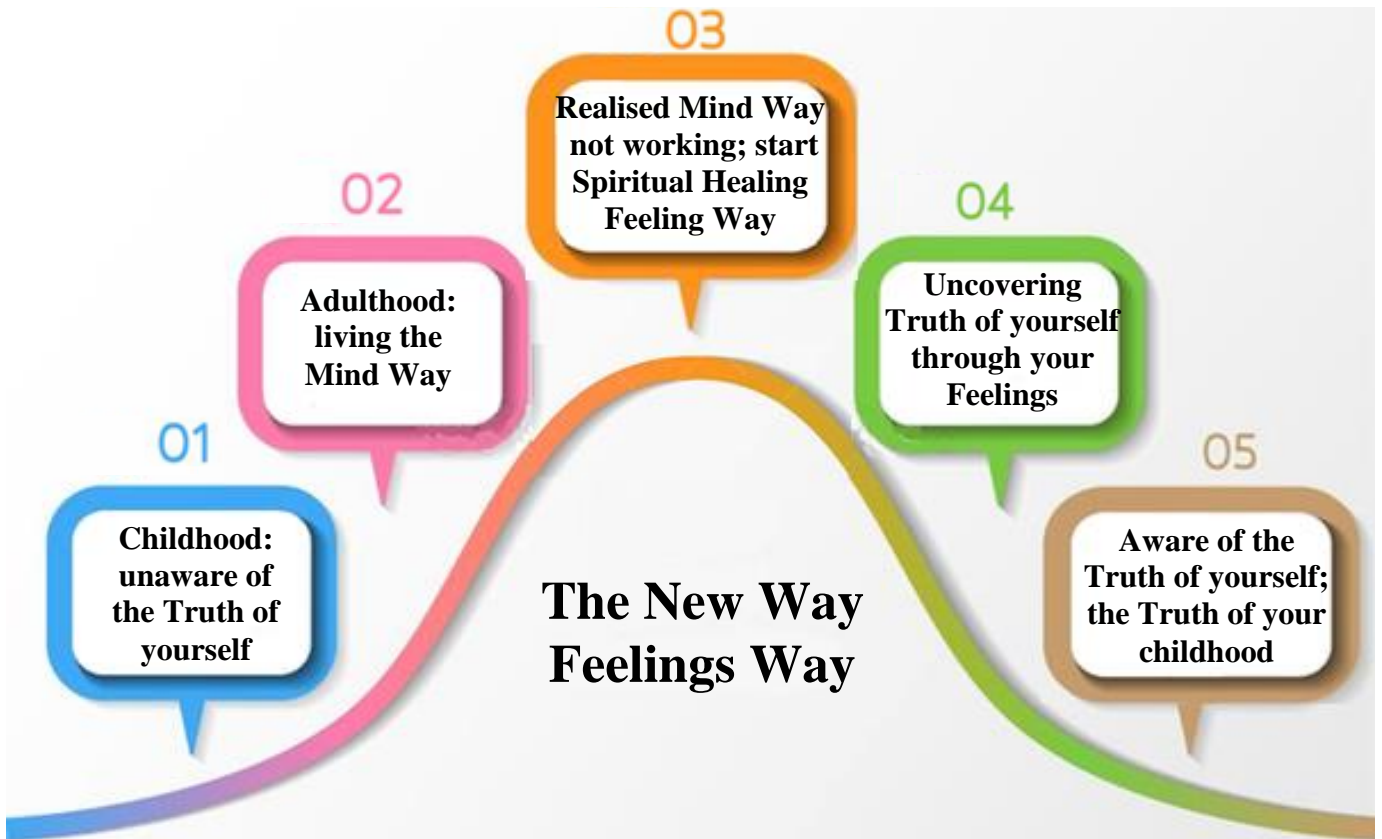 01
Childhood:
unaware of
the Truth of
yourself
02
Adulthood:
living the
Mind Way
03
Realised Mind Way
not working; start
Spiritual Healing
Feeling Way
04
Uncovering
Truth of yourself
through your
Feelings
05
Aware of the
Truth of yourself;
the Truth of your
childhood
The New Way
Feelings Way